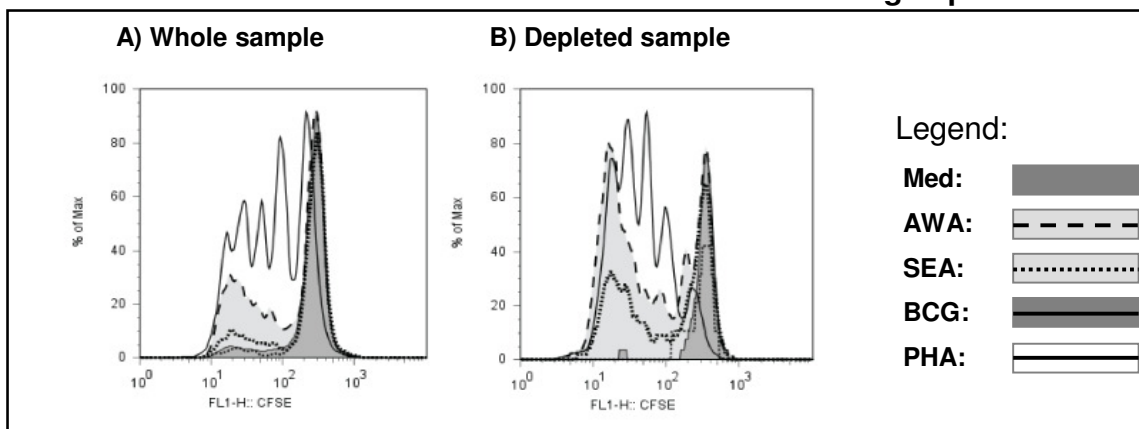 A) Whole sample
B) Depleted sample
100
80
60
40
20
0
% of Max
10^0
10^1
10^2
10^3
FL1-H:: CFSE
100
80
60
40
20
0
% of Max
10^0
10^1
10^2
10^3
FL1-H:: CFSE
Legend:
Med:
AWA:
SEA:
BCG:
PHA: